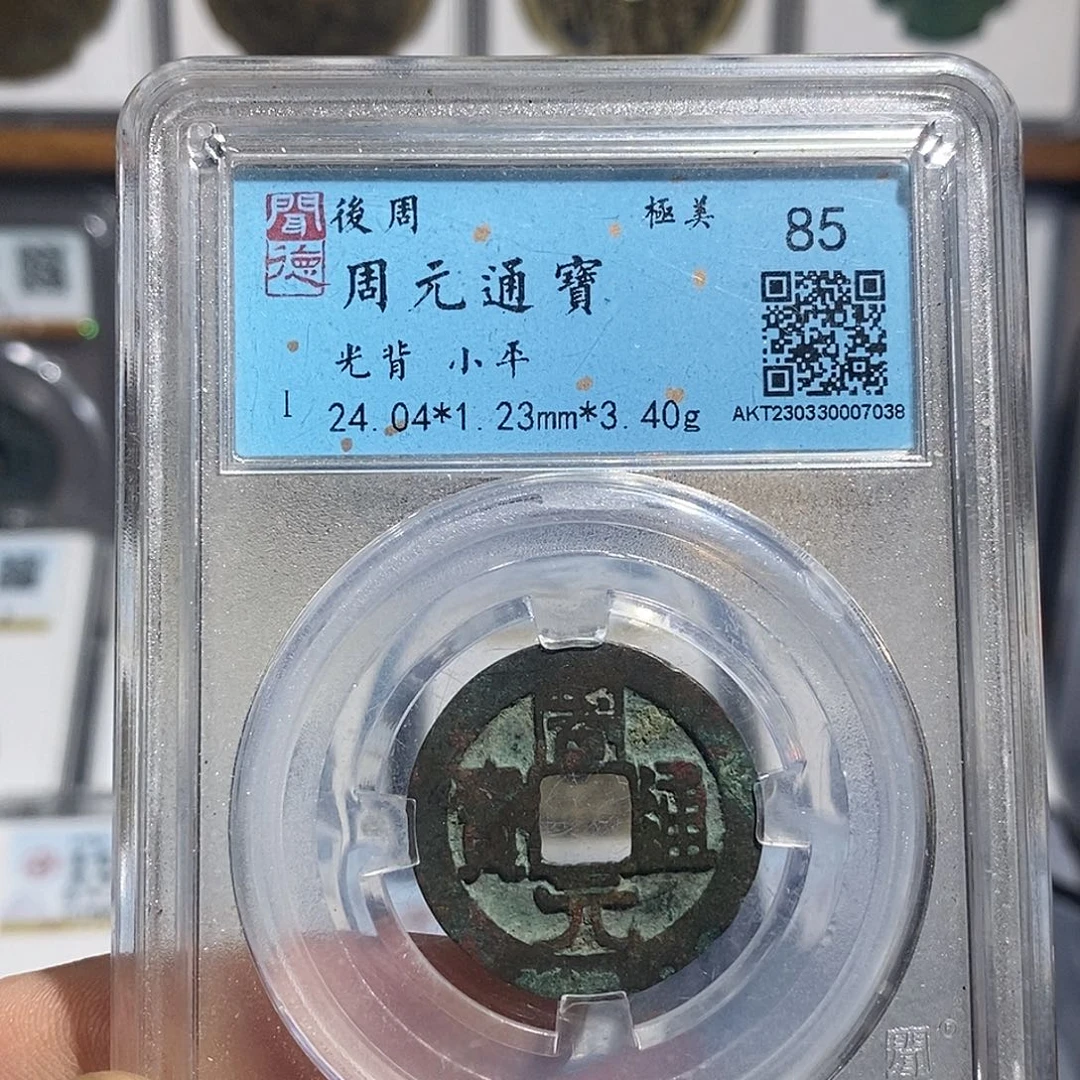 聞德
後周
極美
85
周元通寶
光背 小平
1 24.04*1.23mm*3.40g
AKT230330007038
周元通寶
聞